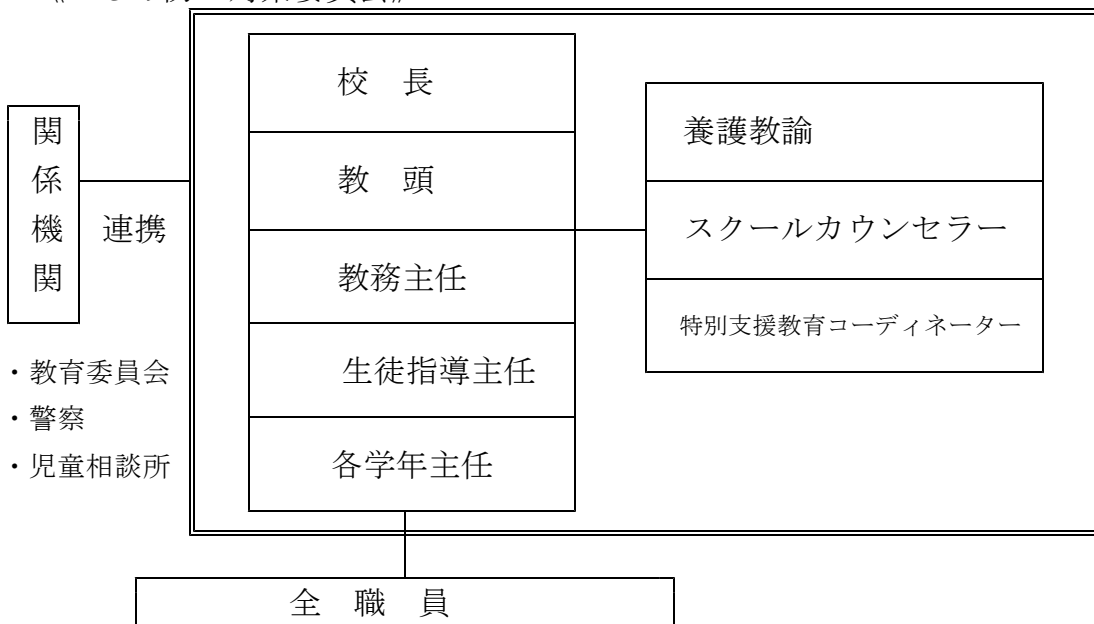 校 長
教 頭
教務主任
生徒指導主任
各学年主任
養護教諭
スクールカウンセラー
特別支援教育コーディネーター
関係機関
連携
・教育委員会
・警察
・児童相談所
全 職 員